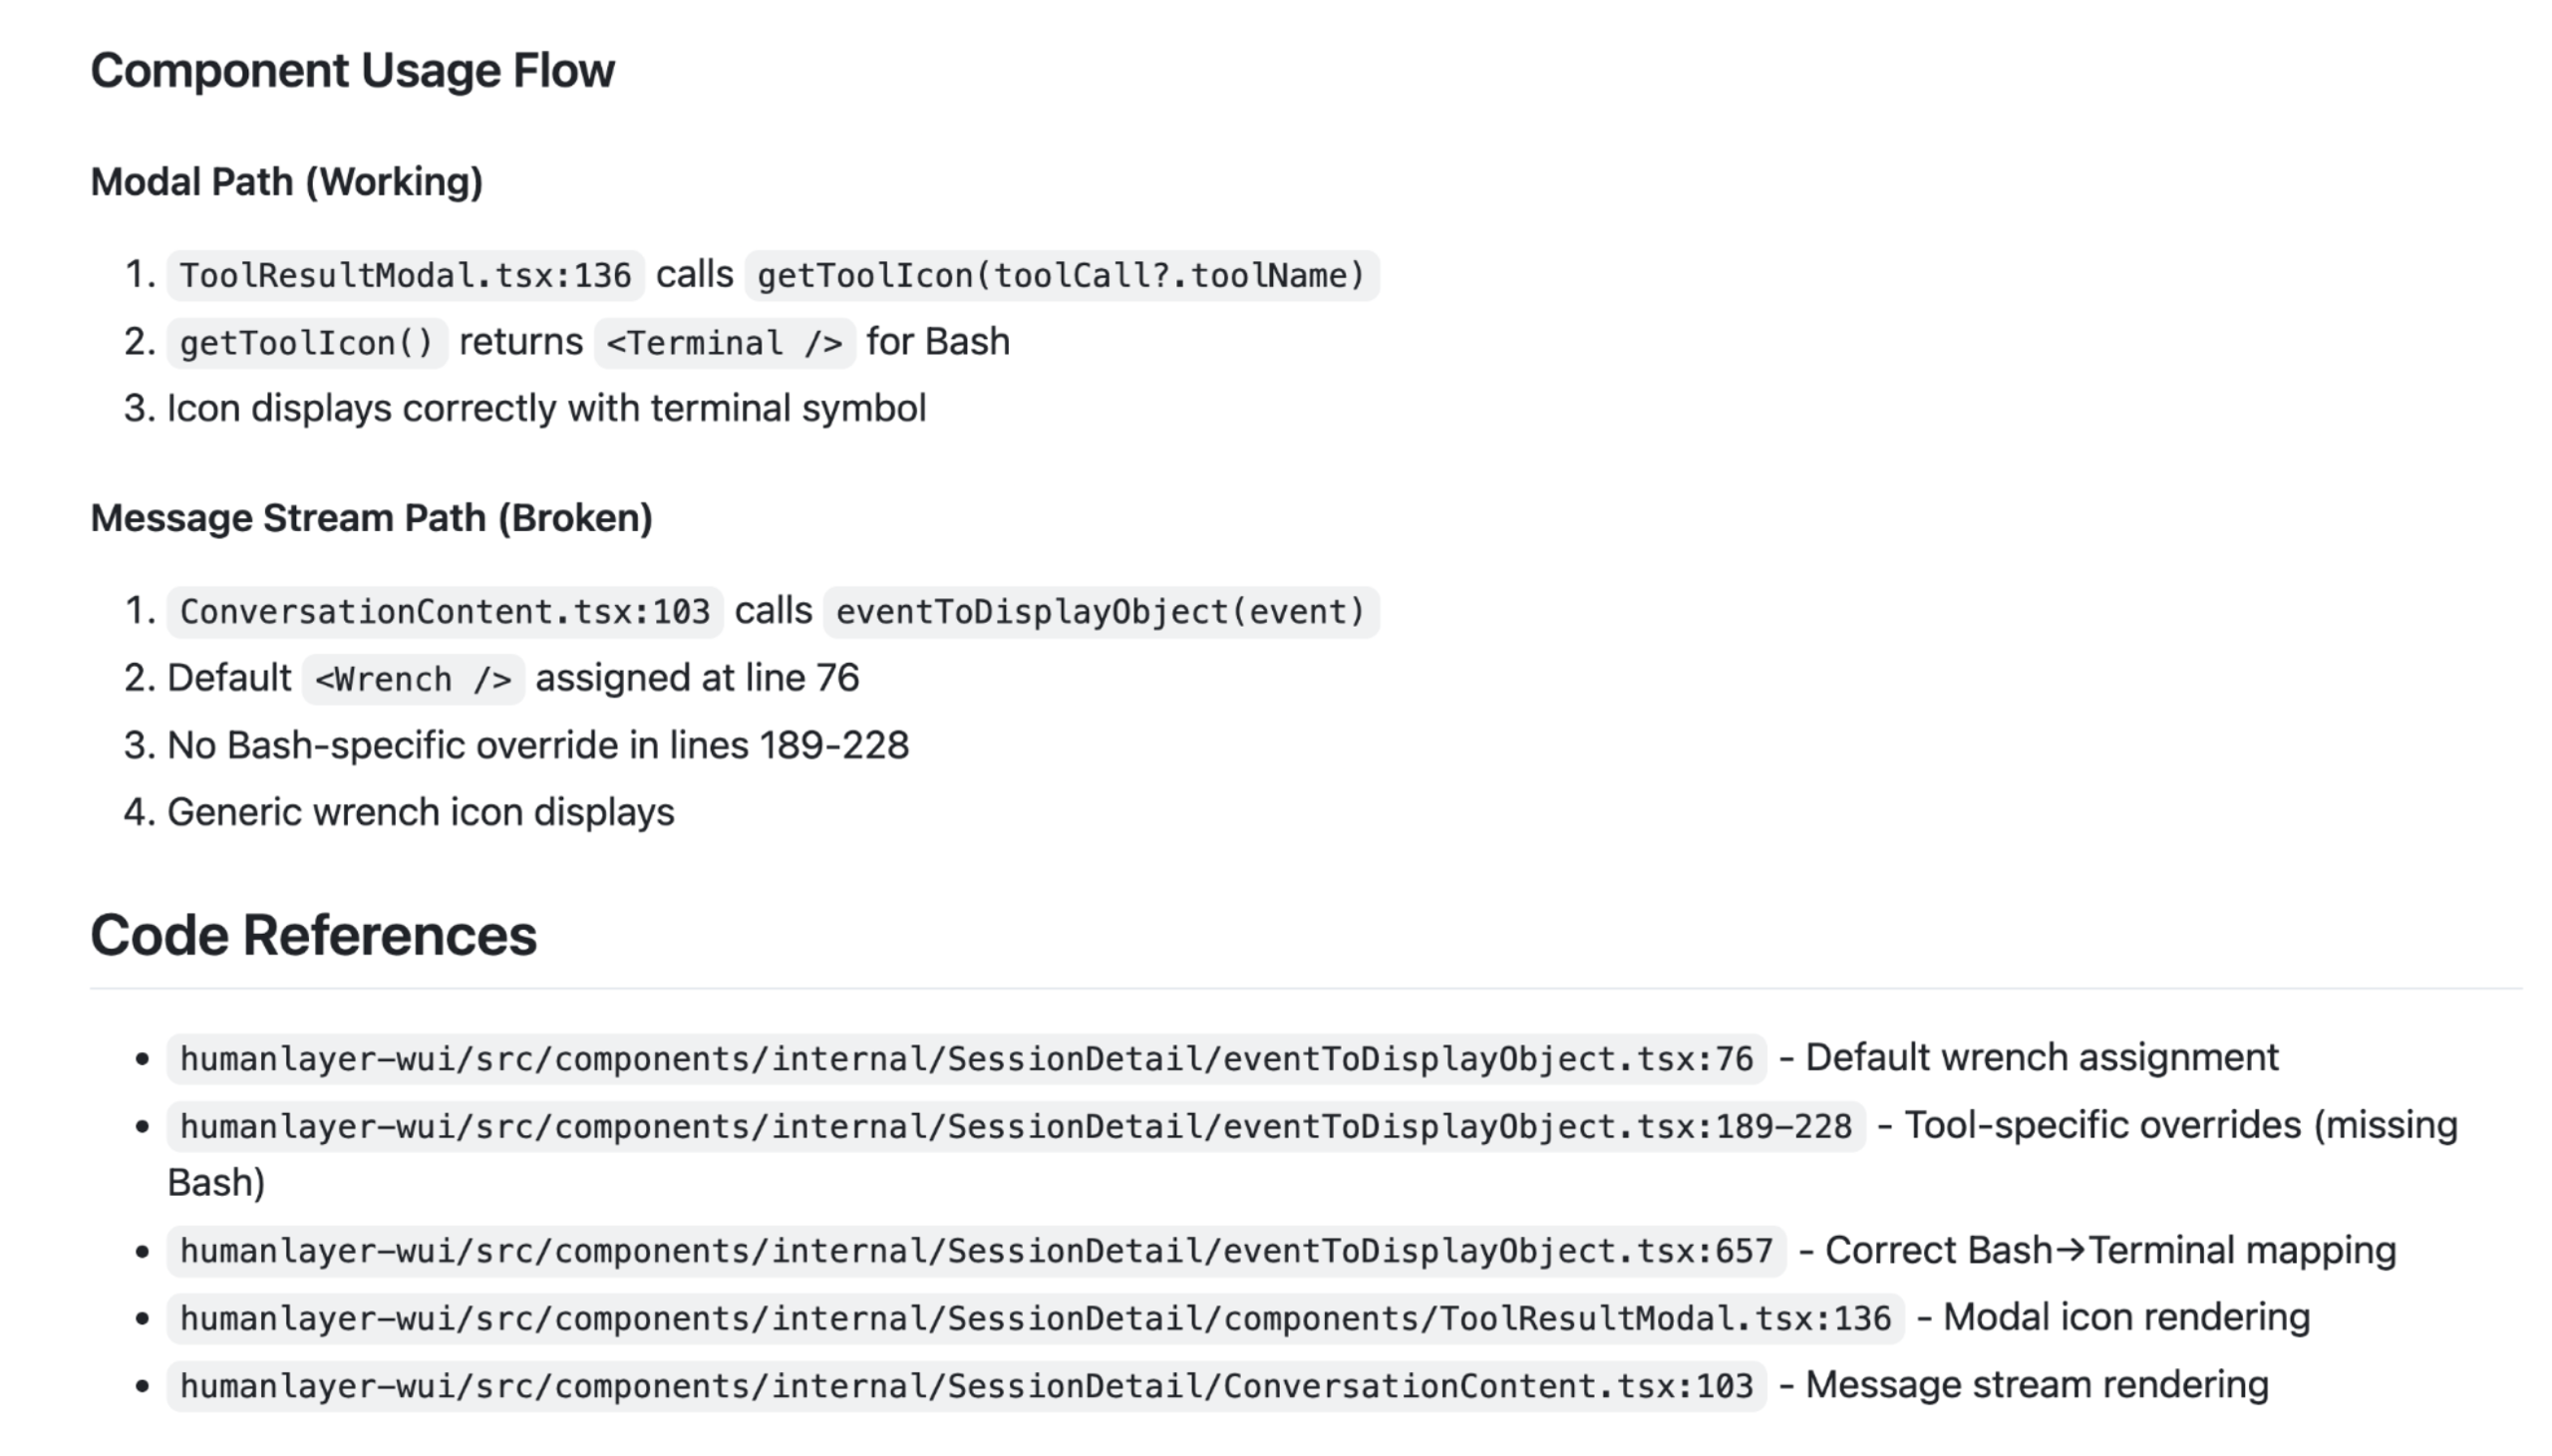 Component Usage Flow
Modal Path (Working)
1. ToolResultModal.tsx:136 calls getToolIcon(toolCall?.toolName)
2. getToolIcon() returns <Terminal /> for Bash
3. Icon displays correctly with terminal symbol
Message Stream Path (Broken)
1. ConversationContent.tsx:103 calls eventToDisplayObject(event)
2. Default <Wrench /> assigned at line 76
3. No Bash-specific override in lines 189-228
4. Generic wrench icon displays
Code References
• humanlayer-wui/src/components/internal/SessionDetail/eventToDisplayObject.tsx:76 - Default wrench assignment
• humanlayer-wui/src/components/internal/SessionDetail/eventToDisplayObject.tsx:189-228 - Tool-specific overrides (missing
Bash)
• humanlayer-wui/src/components/internal/SessionDetail/eventToDisplayObject.tsx:657 - Correct Bash→Terminal mapping
• humanlayer-wui/src/components/internal/SessionDetail/components/ToolResultModal.tsx:136 - Modal icon rendering
• humanlayer-wui/src/components/internal/SessionDetail/ConversationContent.tsx:103 - Message stream rendering